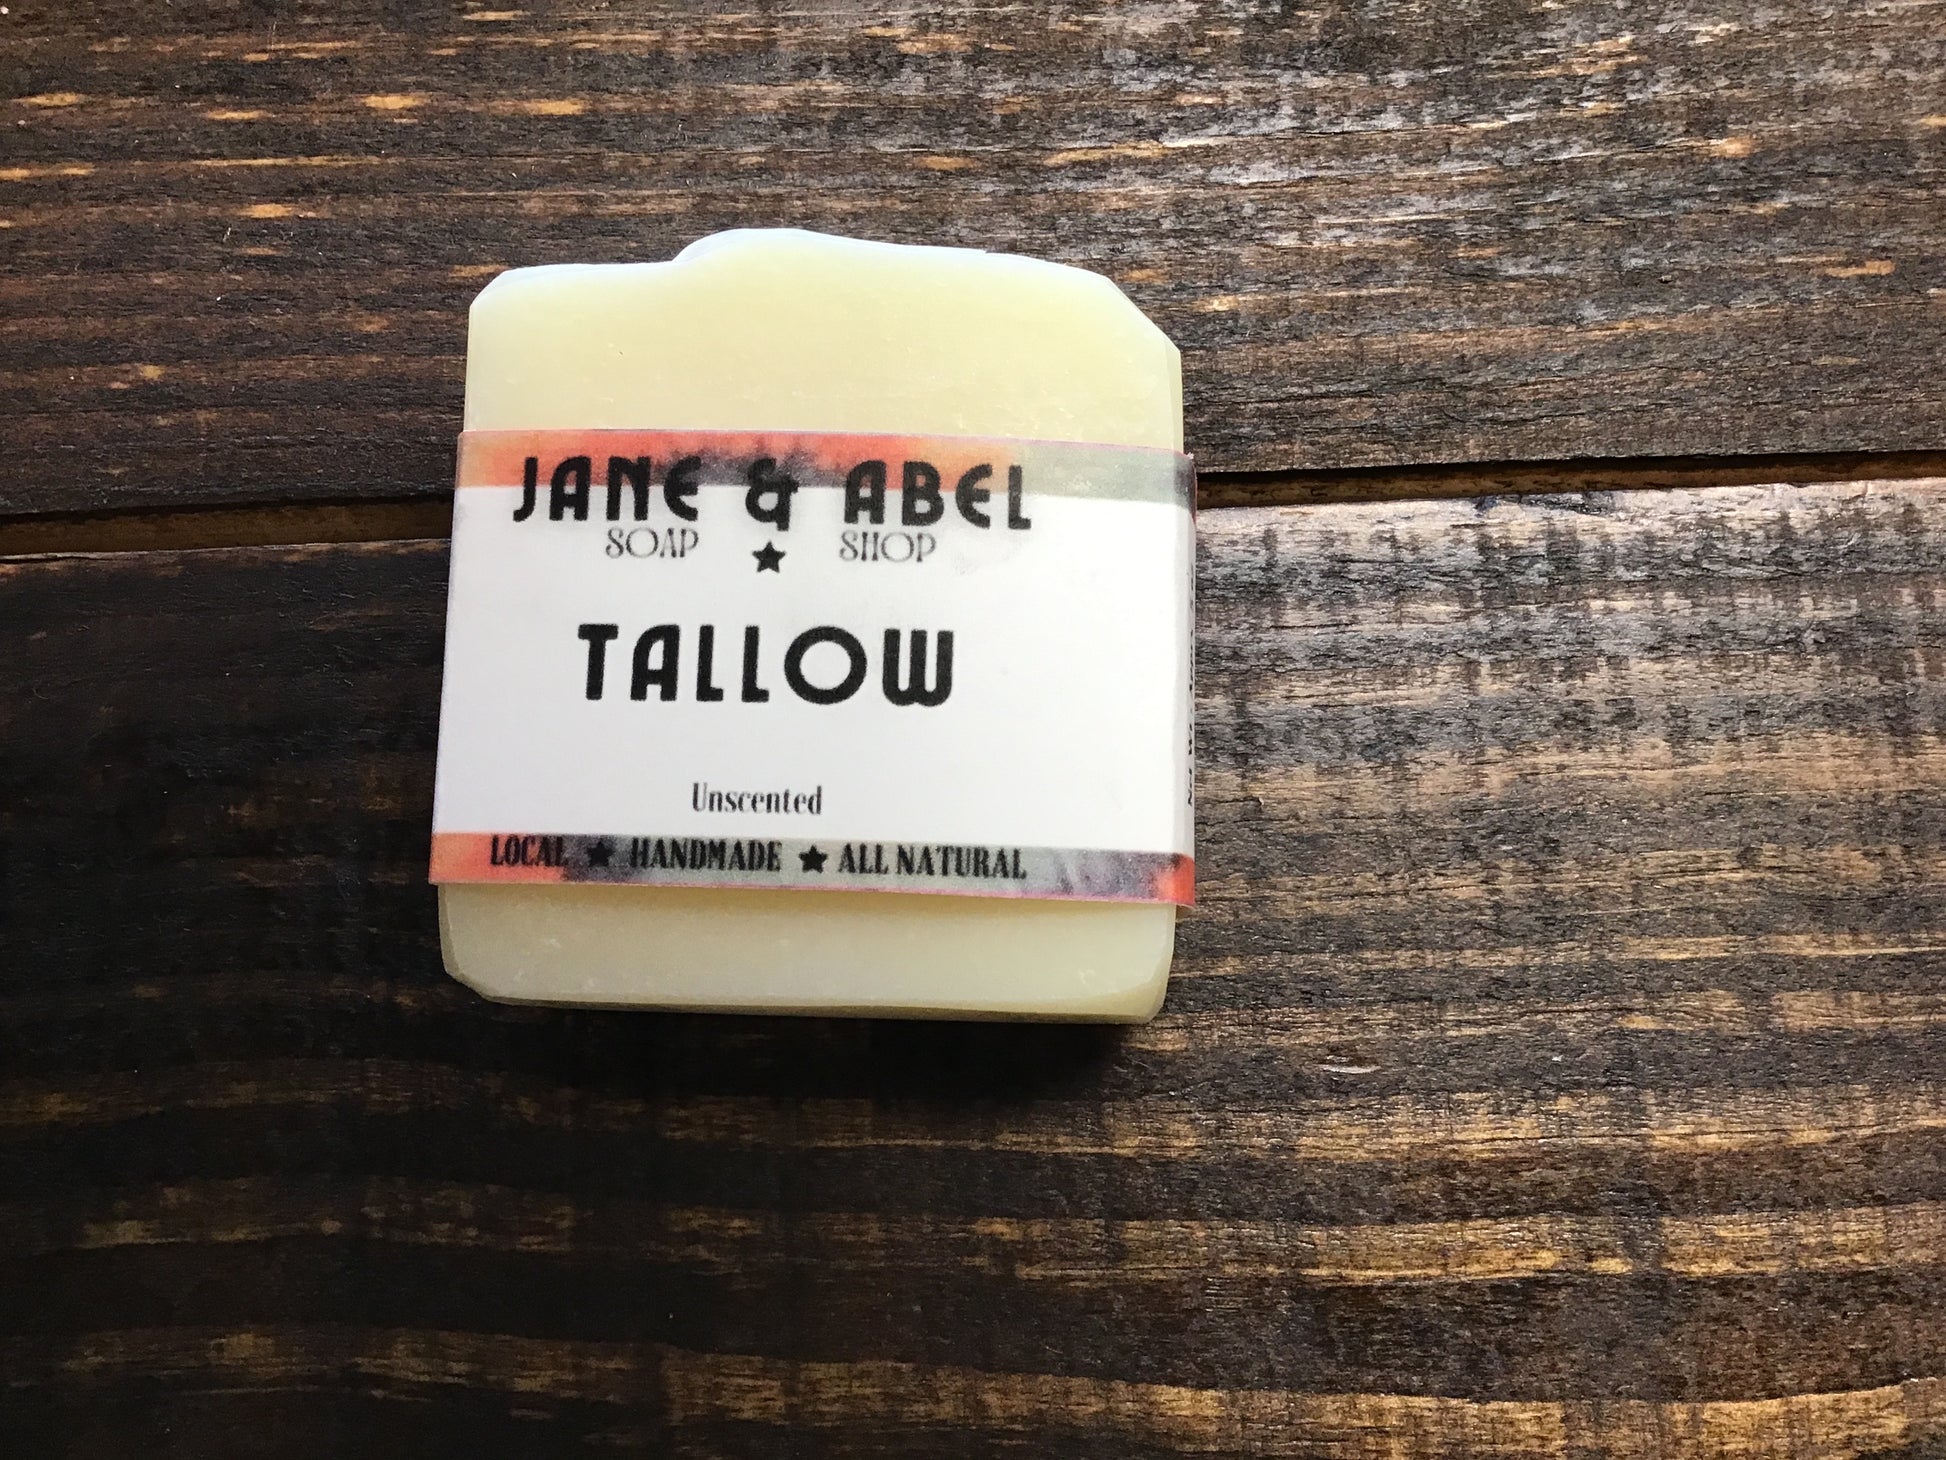 JANE & ABEL
SOAP ★ SHOP
TALLOW
Unscented
LOCAL ★ HANDMADE ★ ALL NATURAL